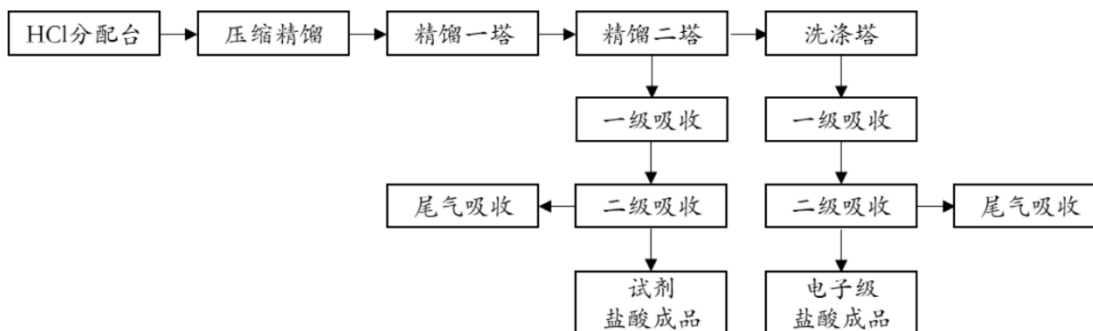 HCl分配台
压缩精馏
精馏一塔
精馏二塔
洗涤塔
一级吸收
一级吸收
尾气吸收
二级吸收
二级吸收
尾气吸收
试剂
盐酸成品
电子级
盐酸成品